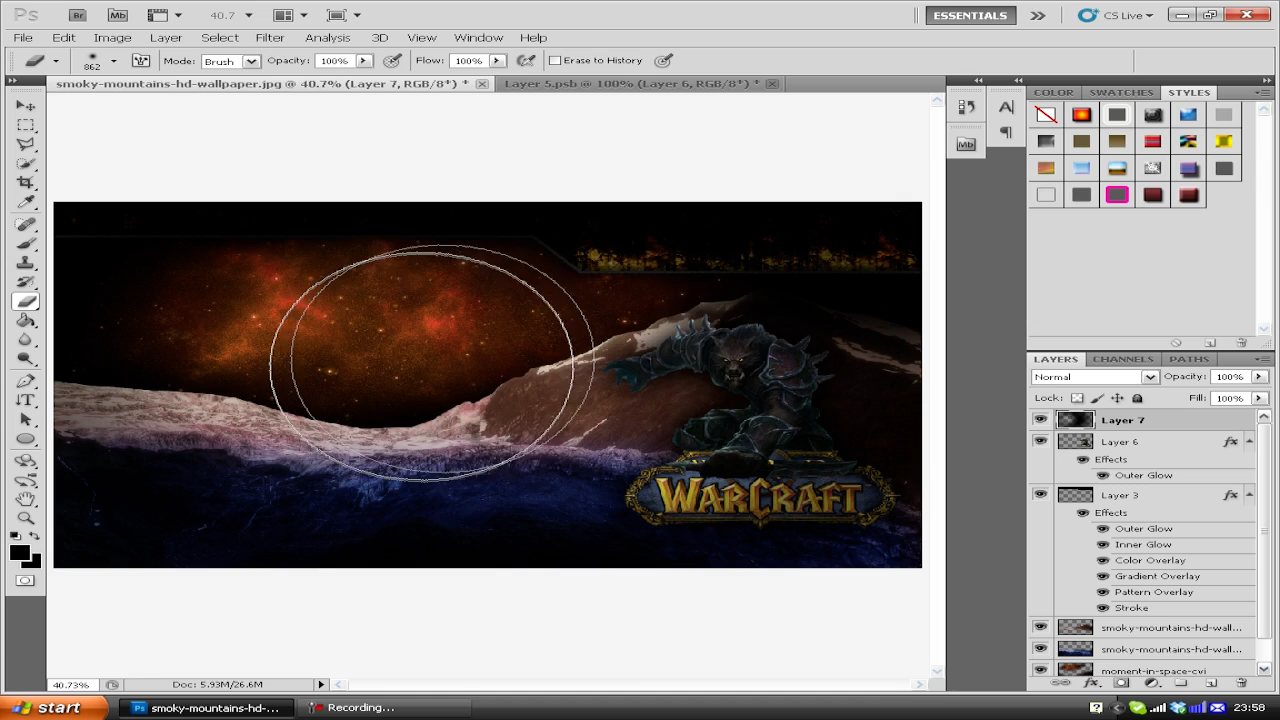 Ps Br Mb 40.7 ESSENTIALS CS Live
File Edit Image Layer Select Filter Analysis 3D View Window Help
862 Mode: Brush Opacity: 100% Flow: 100% Erase to History
smoky-mountains-hd-wallpaper.jpg @ 40.7% (Layer 7, RGB/8*) *
Layer 5.psb @ 100% (Layer 6, RGB/8*) *
COLOR SWATCHES STYLES
Mb
WARCRAFT
LAYERS CHANNELS PATHS
Normal Opacity: 100%
Lock: Fill: 100%
Layer 7
Layer 6 fx
Effects
Outer Glow
Layer 3 fx
Effects
Outer Glow
Inner Glow
Color Overlay
Gradient Overlay
Pattern Overlay
Stroke
smoky-mountains-hd-wall...
smoky-mountains-hd-wall...
moment-in-space-cvi
40.73% Doc: 5.93M/26.6M
start Ps smoky-mountains-hd-... Recording... 23:58